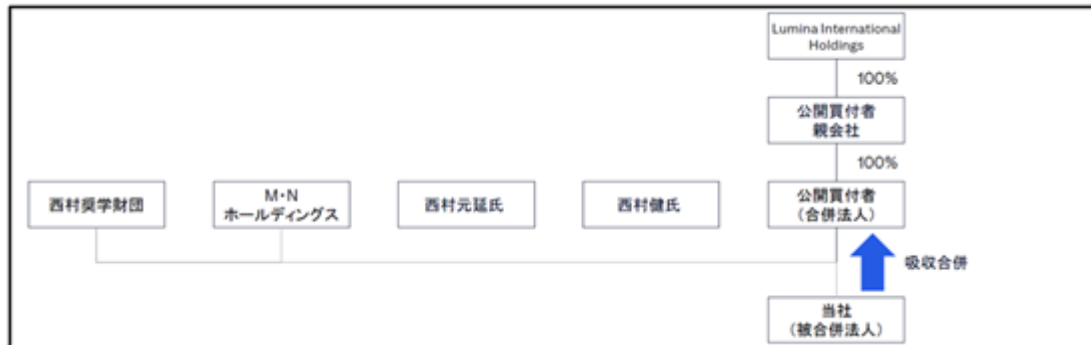 Lumina International
Holdings
100%
公開買付者
親会社
100%
西村奨学財団
M・N
ホールディングス
西村元延氏
西村健氏
公開買付者
(合併法人)
吸収合併
当社
(被合併法人)